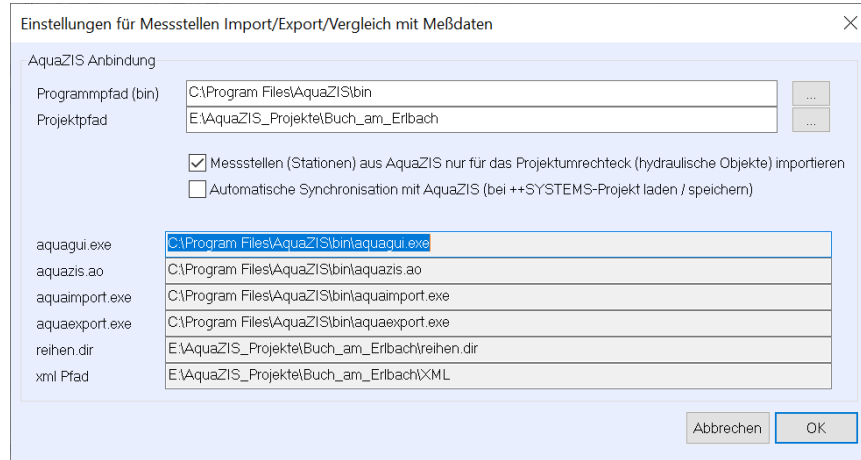 Einstellungen für Messstellen Import/Export/Vergleich mit Meßdaten
AquaZIS Anbindung
Programmpfad (bin) C:\Program Files\AquaZIS\bin ...
Projektpfad E:\AquaZIS_Projekte\Buch_am_Erlbach ...
Messstellen (Stationen) aus AquaZIS nur für das Projektumrechteck (hydraulische Objekte) importieren
Automatische Synchronisation mit AquaZIS (bei ++SYSTEMS-Projekt laden / speichern)
aquagui.exe C:\Program Files\AquaZIS\bin\aquagui.exe
aquazis.ao C:\Program Files\AquaZIS\bin\aquazis.ao
aquaimport.exe C:\Program Files\AquaZIS\bin\aquaimport.exe
aquaexport.exe C:\Program Files\AquaZIS\bin\aquaexport.exe
reihen.dir E:\AquaZIS_Projekte\Buch_am_Erlbach\reihen.dir
xml Pfad E:\AquaZIS_Projekte\Buch_am_Erlbach\XML
Abbrechen OK